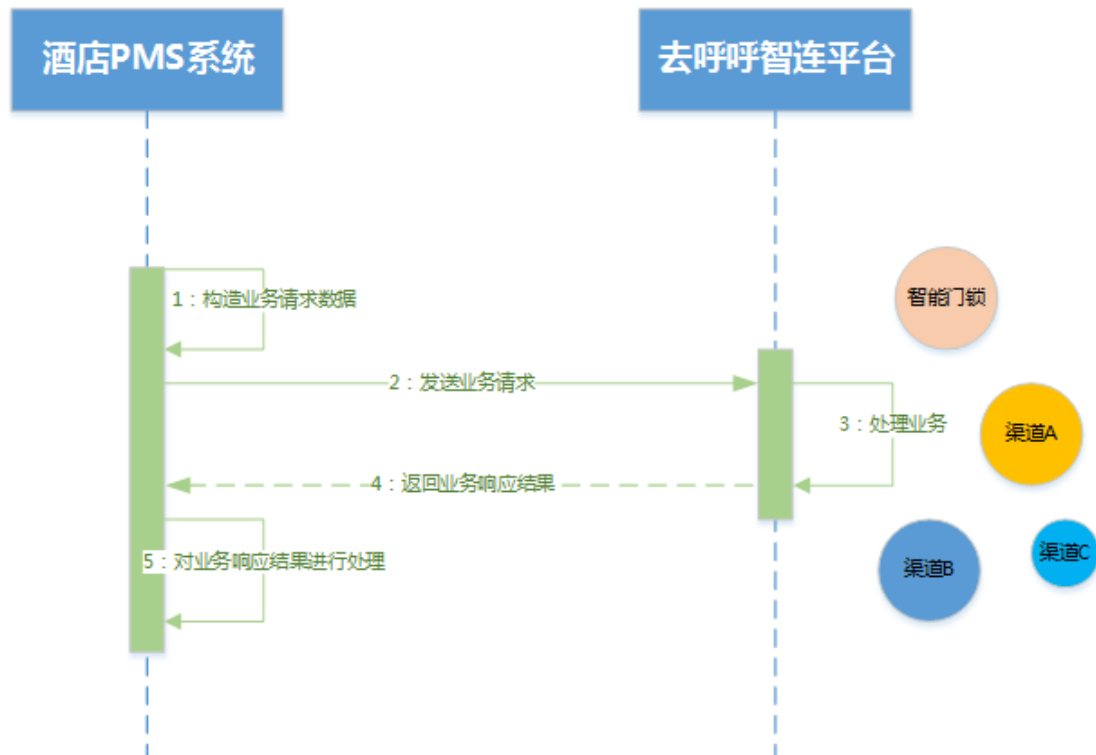 酒店PMS系统
去呼呼智连平台
1：构造业务请求数据
智能门锁
2：发送业务请求
3：处理业务
渠道A
4：返回业务响应结果
5：对业务响应结果进行处理
渠道B
渠道C